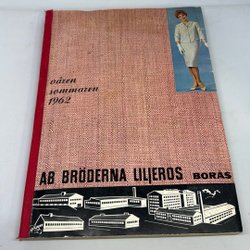 våren
sommaren
1962
AB BRÖDERNA LILJEROS BORÅS